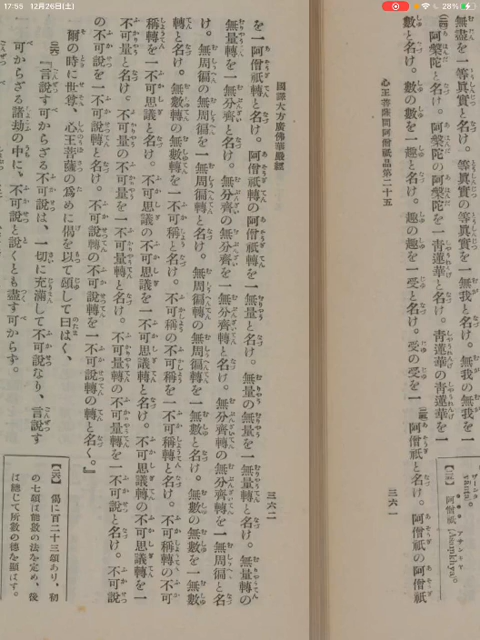 17:55 12月26日(土)
28%
無盡を一等眞實と名け。等眞實の等眞實を一無我と名け。無我の無我を一
阿槃陀と名け。阿槃陀の阿槃陀を一靑蓮華と名け。靑蓮華の靑蓮華を一
數と名け。數の數を一趣と名け。趣の趣を一受と名け。受の受を一阿僧祇と名け。阿僧祇の阿僧祇
阿僧祇 Asaṃkhya.
心王菩薩問阿僧祇品第二十五
三六一
國譯大方廣佛華嚴經
三六二
を一阿僧祇轉と名け。阿僧祇轉の阿僧祇轉を一無量と名け。無量の無量を一無量轉と名け。無量轉の
無量轉を一無分齊と名け。無分齊の無分齊を一無分齊轉と名け。無分齊轉の無分齊轉を一無周徧と名
け。無周徧の無周徧を一無周徧轉と名け。無周徧轉の無周徧轉を一無數と名け。無數の無數を一無數
轉と名け。無數轉の無數轉を一不可稱と名け。不可稱の不可稱を一不可稱轉と名け。不可稱轉の不可
稱轉を一不可思議と名け。不可思議の不可思議を一不可思議轉と名け。不可思議轉の不可思議轉を一
不可量と名け。不可量の不可量を一不可量轉と名け。不可量轉の不可量轉を一不可說と名け。不可說
の不可說を一不可說轉と名け。不可說轉の不可說轉を一不可說轉の轉と名く。』
爾の時に世尊、心王菩薩の爲めに偈を以て頌して曰はく、
『言說す可からざる不可說は、一切に充滿して不可說なり、言說す
可からざる諸劫の中に、不可說と說くとも盡す可からず。
偈に百二十三頌あり、初
の七頌は能數の法を定め、後
は總じて所數の德を顯はす。